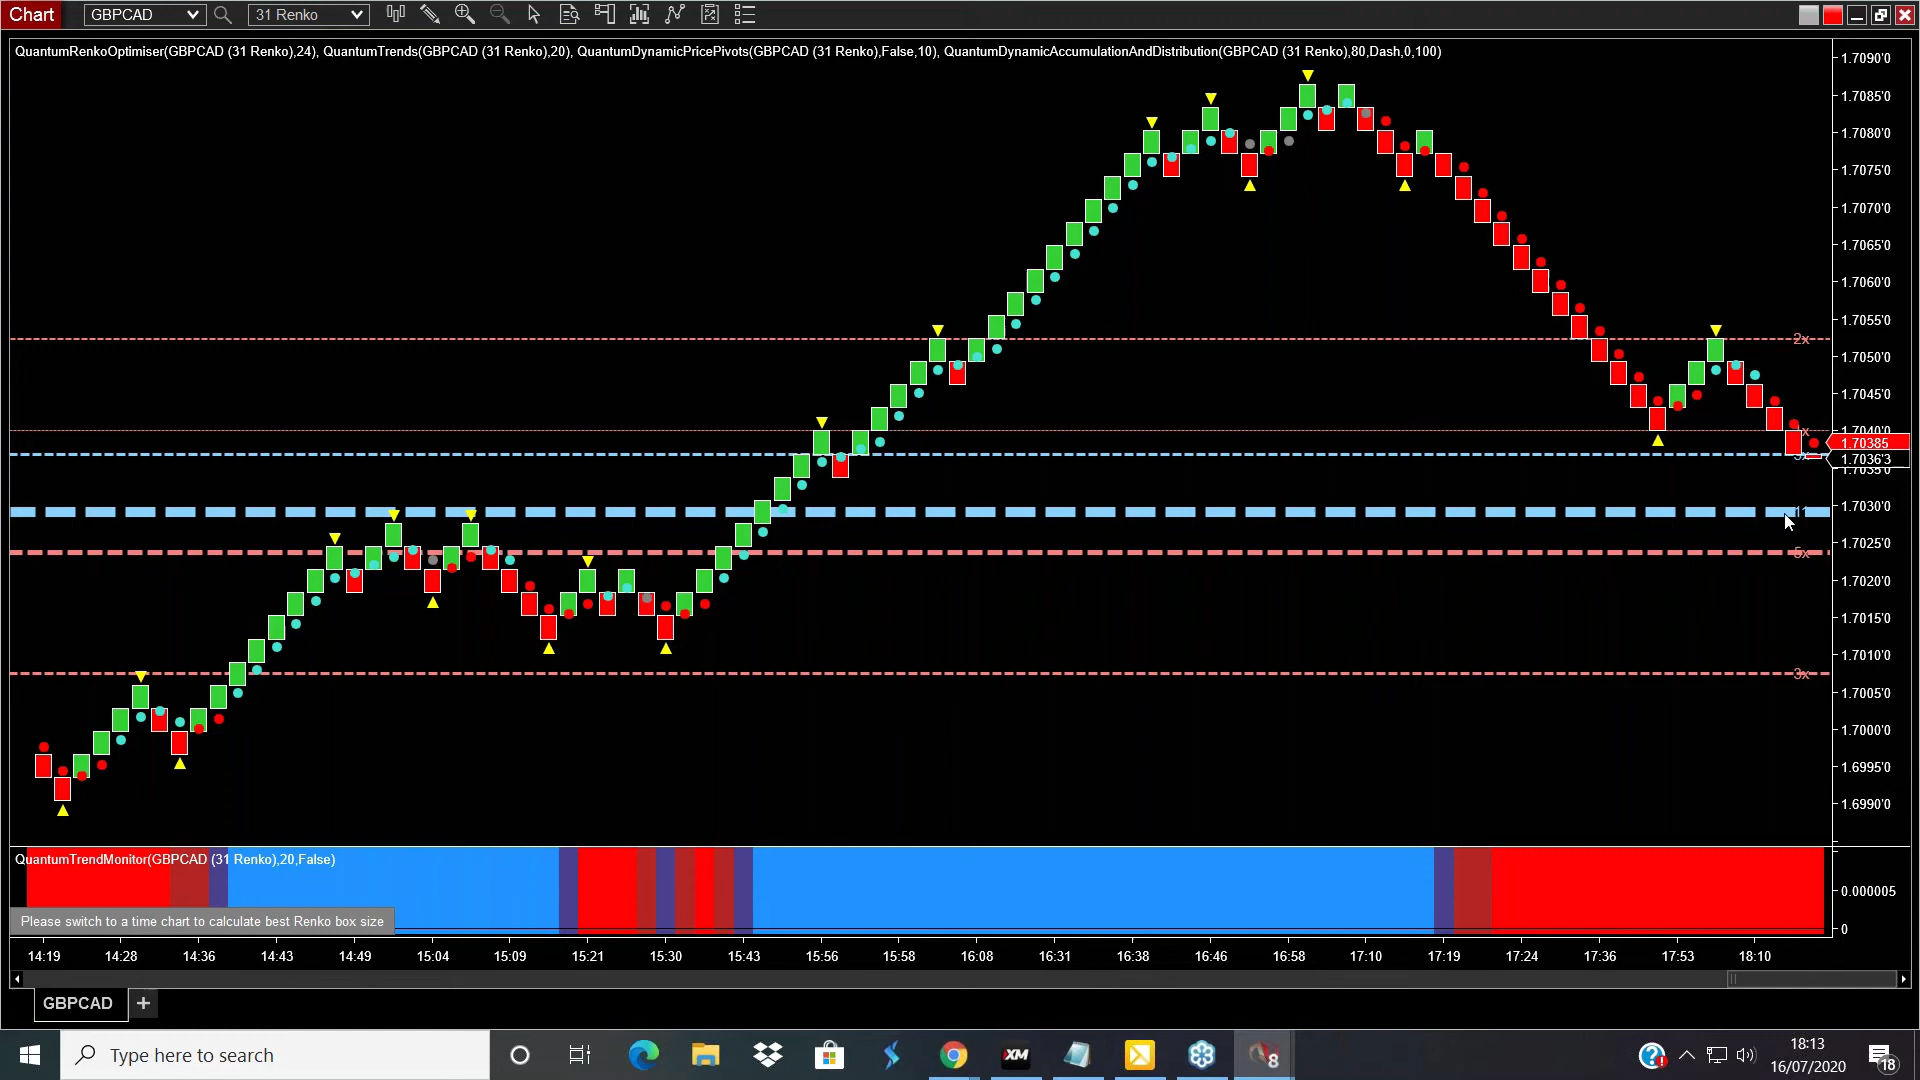 Chart GBPCAD 31 Renko
QuantumRenkoOptimiser(GBPCAD (31 Renko),24), QuantumTrends(GBPCAD (31 Renko),20), QuantumDynamicPricePivots(GBPCAD (31 Renko),False,10), QuantumDynamicAccumulationAndDistribution(GBPCAD (31 Renko),80,Dash,0,100)
1.7090'0
1.7085'0
1.7080'0
1.7075'0
1.7070'0
1.7065'0
1.7060'0
1.7055'0
2x
1.7050'0
1.7045'0
1.7040'0
1.70385
1.7036'3
1.7035'0
1.7030'0
1.7025'0
5x
1.7020'0
1.7015'0
1.7010'0
3x
1.7005'0
1.7000'0
1.6995'0
1.6990'0
QuantumTrendMonitor(GBPCAD (31 Renko),20,False)
0.000005
Please switch to a time chart to calculate best Renko box size
0
14:19 14:28 14:36 14:43 14:49 15:04 15:09 15:21 15:30 15:43 15:56 15:58 16:08 16:31 16:38 16:46 16:58 17:10 17:19 17:24 17:36 17:53 18:10
GBPCAD +
Type here to search
XM
8
18:13
16/07/2020
18